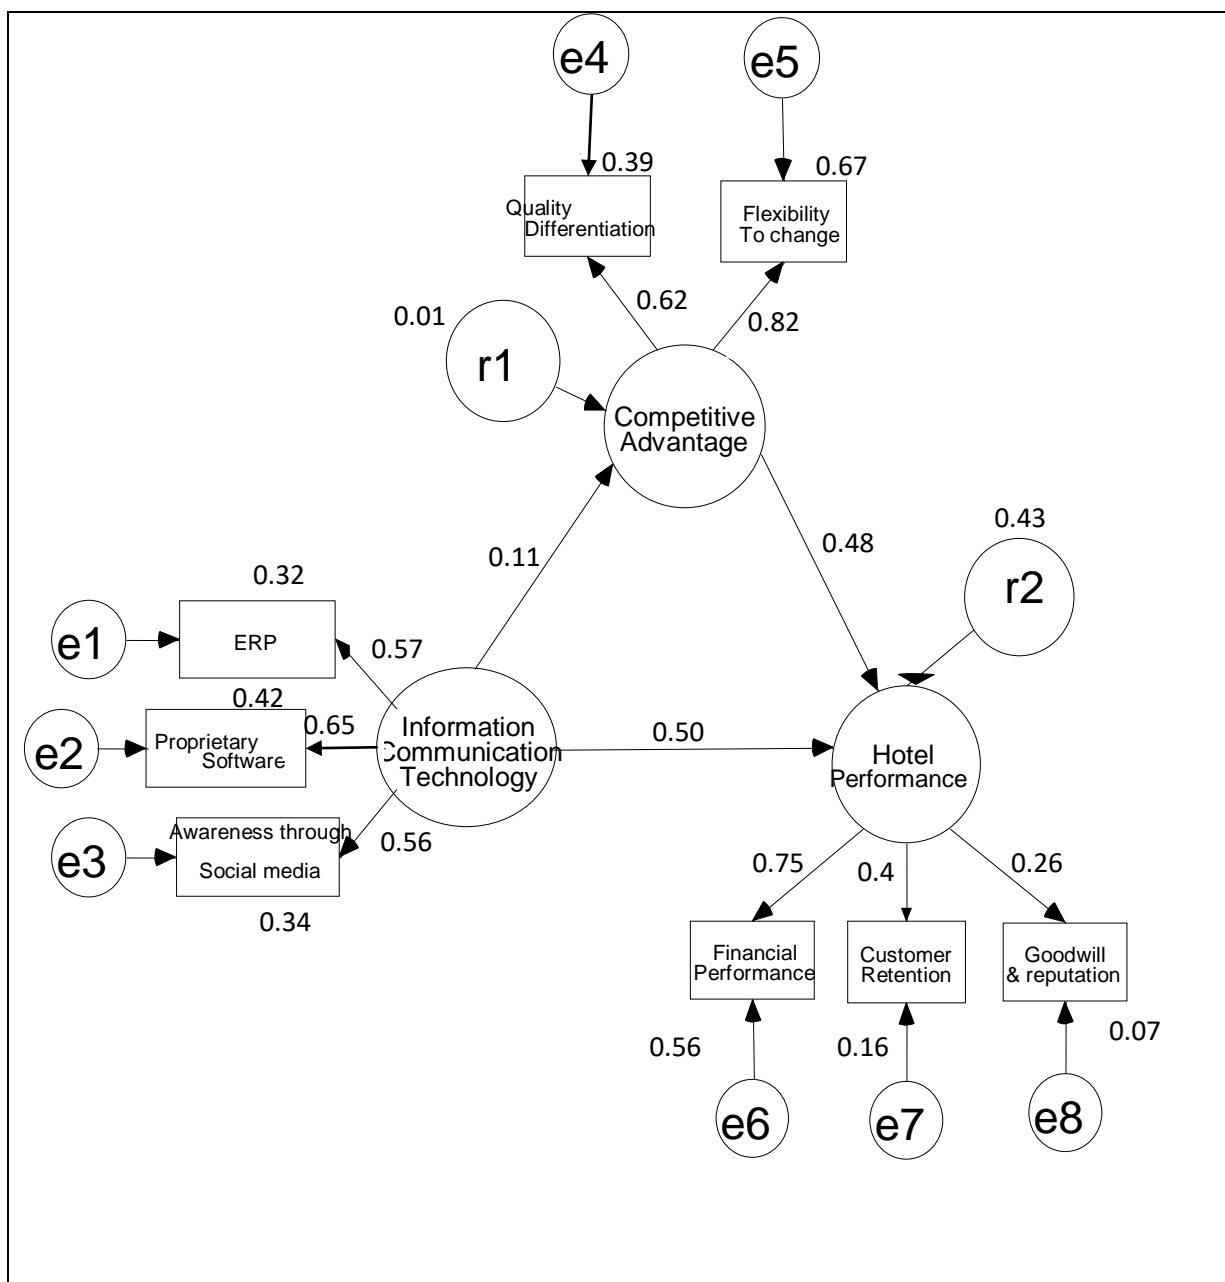 e4
e5
0.39
0.67
Quality
Differentiation
Flexibility
To change
0.01
0.62
0.82
r1
Competitive
Advantage
0.43
0.11
0.48
r2
0.32
e1
ERP
0.57
0.42
e2
Proprietary
Software
0.65
Information
Communication
Technology
0.50
Hotel
Performance
e3
Awareness through
Social media
0.56
0.34
0.75
0.4
0.26
Financial
Performance
Customer
Retention
Goodwill
& reputation
0.56
0.16
0.07
e6
e7
e8